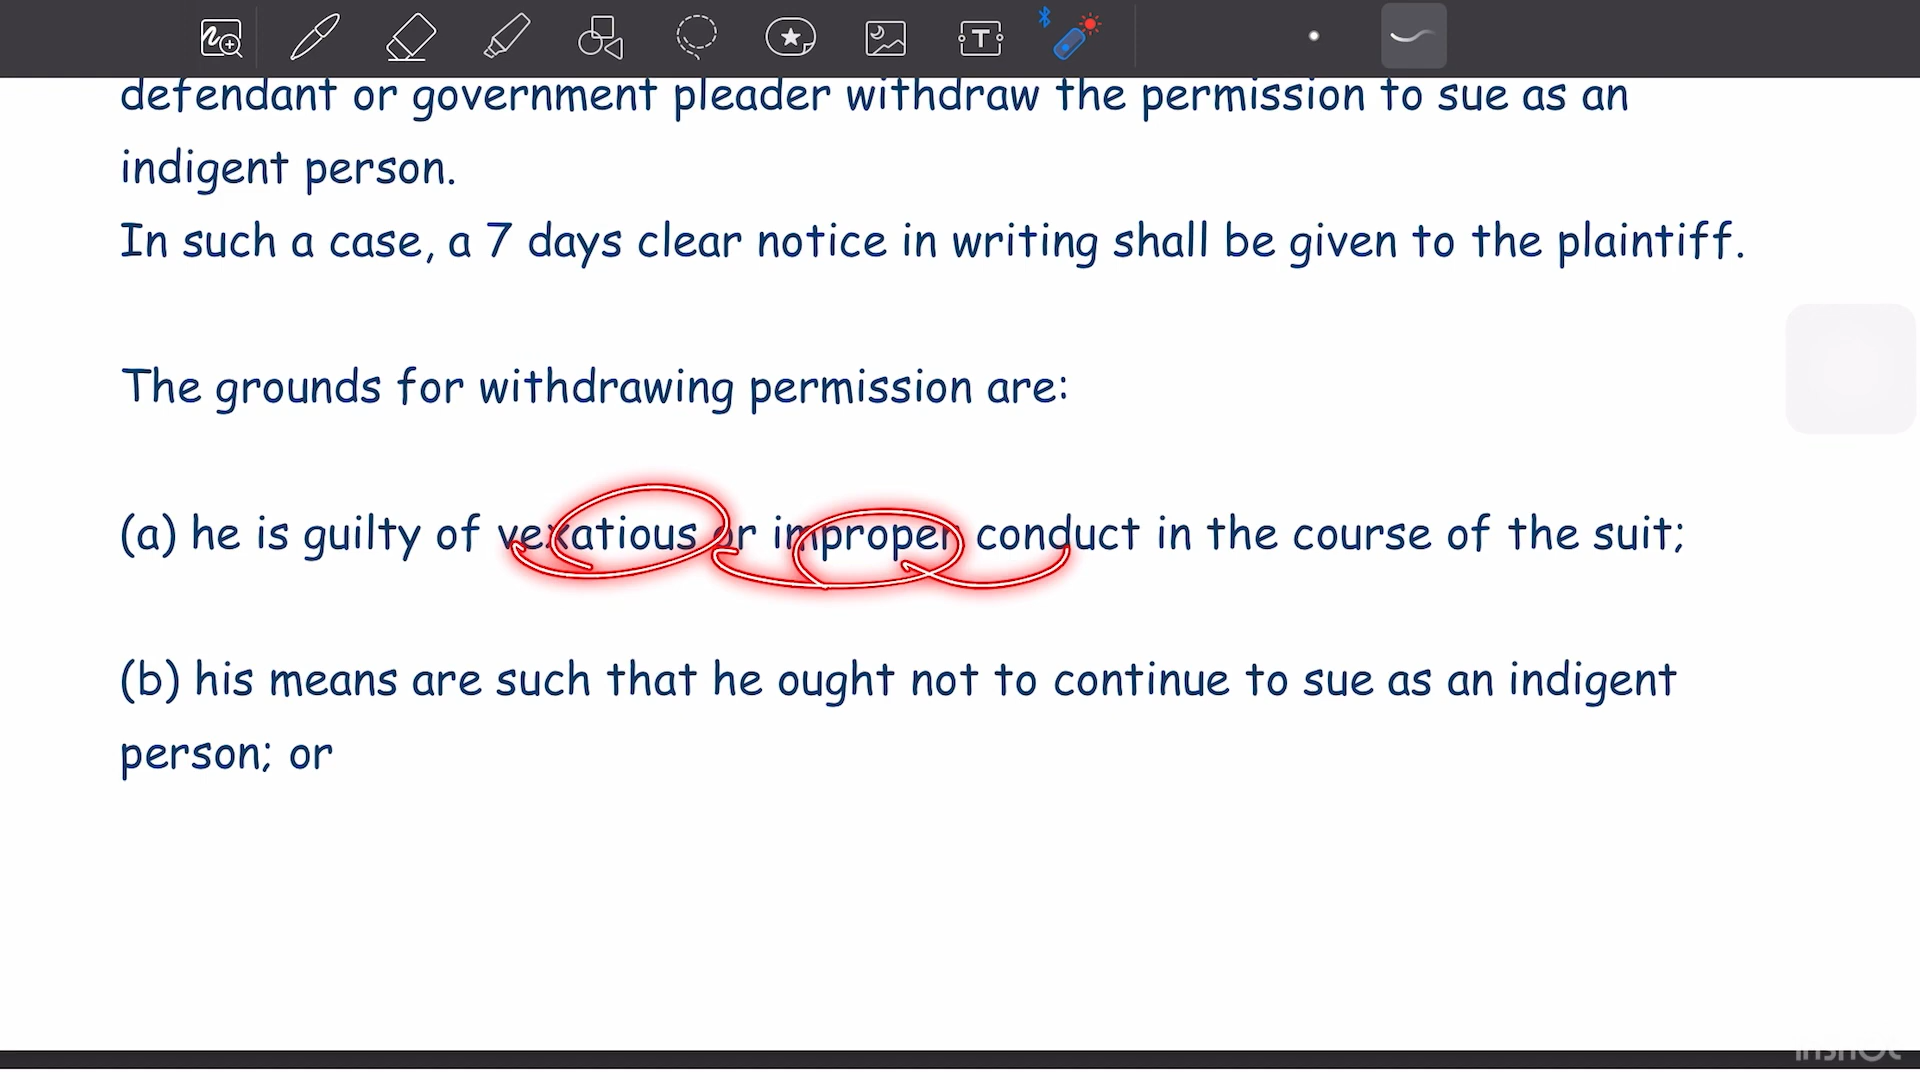 defendant or government pleader withdraw the permission to sue as an
indigent person.
In such a case, a 7 days clear notice in writing shall be given to the plaintiff.
The grounds for withdrawing permission are:
(a) he is guilty of vexatious or improper conduct in the course of the suit;
(b) his means are such that he ought not to continue to sue as an indigent
person; or